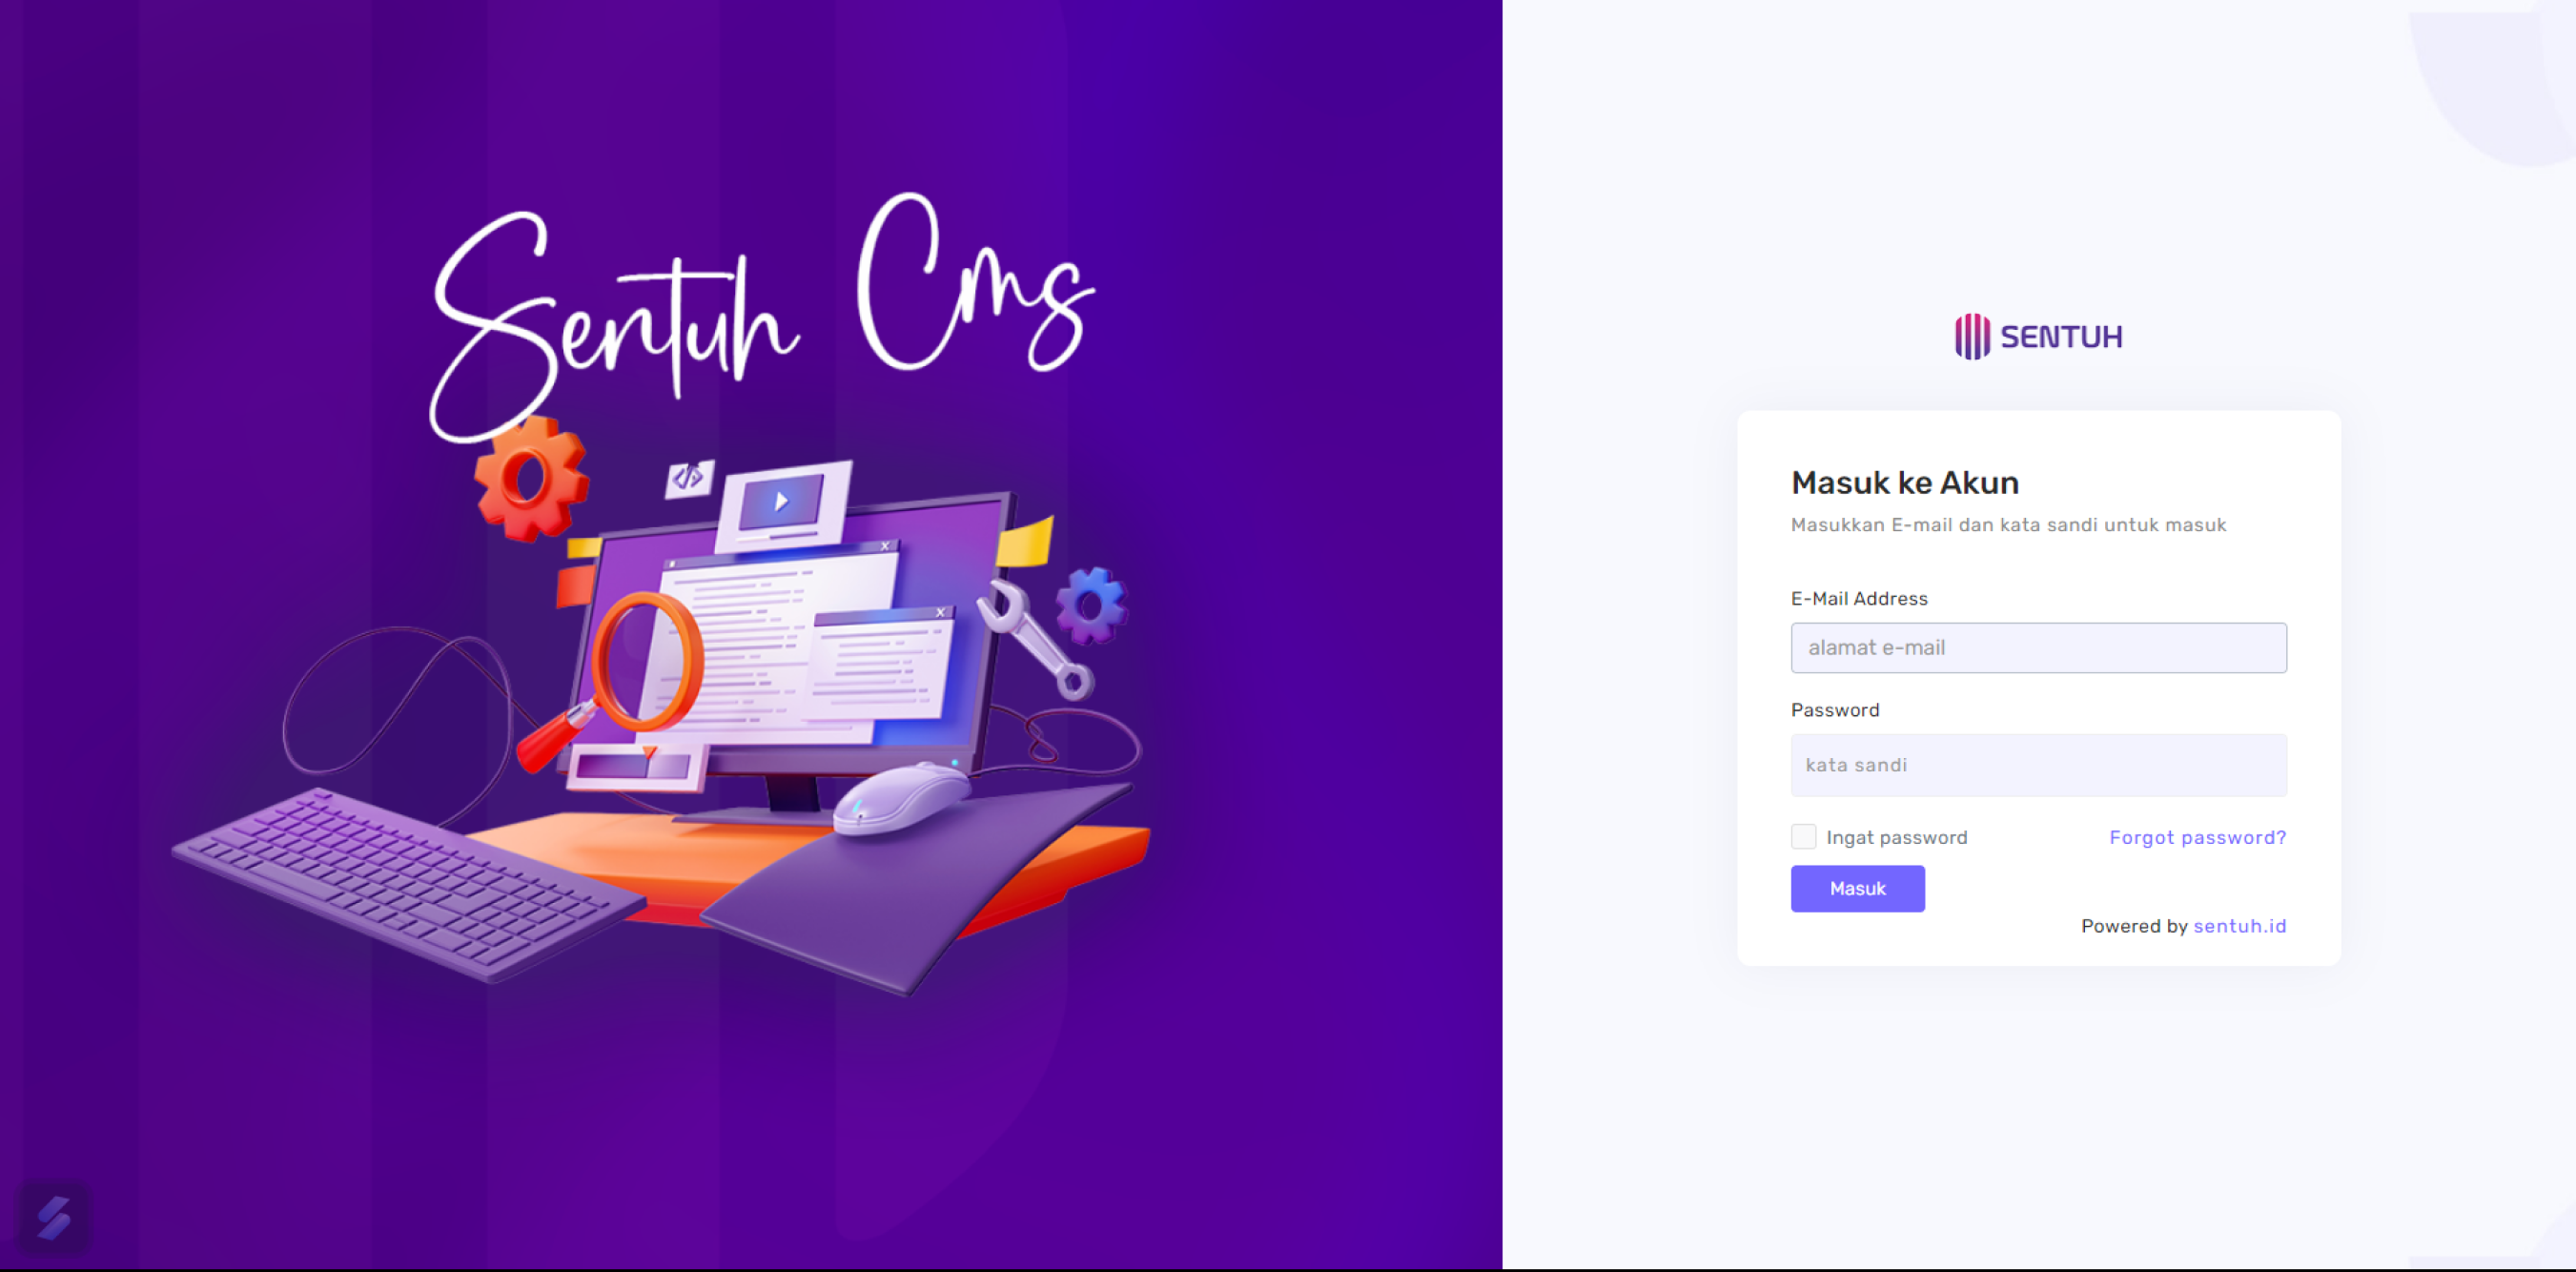 Sentuh Cms
SENTUH
Masuk ke Akun
Masukkan E-mail dan kata sandi untuk masuk
E-Mail Address
alamat e-mail
Password
kata sandi
Ingat password
Forgot password?
Masuk
Powered by sentuh.id